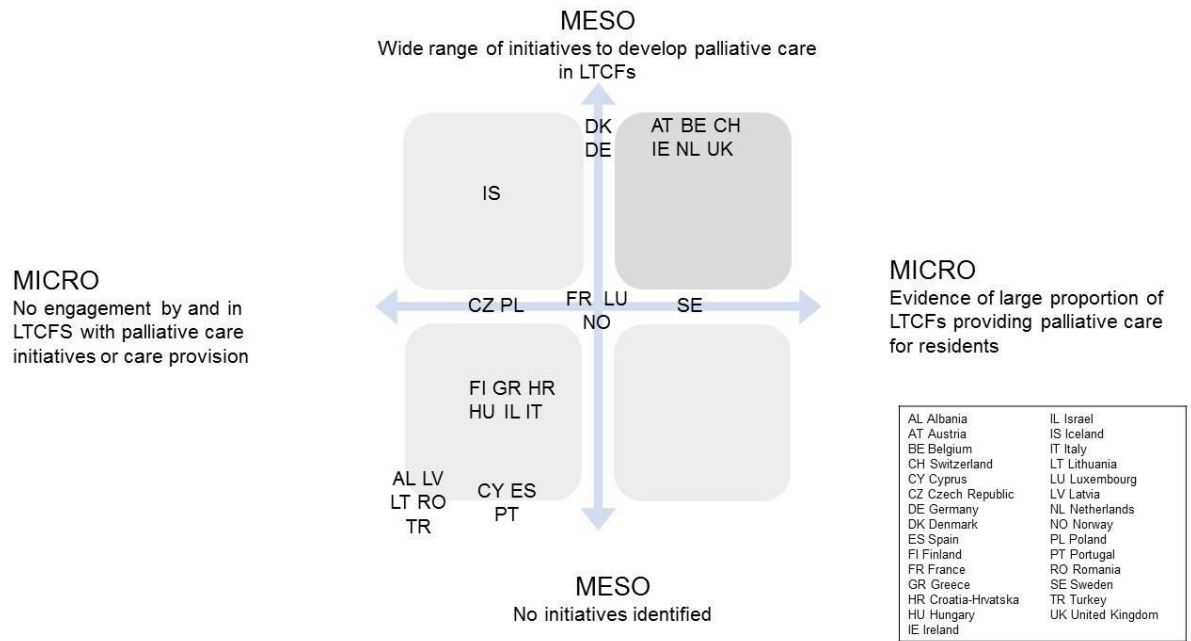 MESO
Wide range of initiatives to develop palliative care
in LTCFs
DK
DE
AT BE CH
IE NL UK
IS
MICRO
No engagement by and in
LTCFS with palliative care
initiatives or care provision
CZ PL
FR LU
NO
SE
MICRO
Evidence of large proportion of
LTCFs providing palliative care
for residents
FI GR HR
HU IL IT
AL LV
LT RO
TR
CY ES
PT
MESO
No initiatives identified
AL Albania
AT Austria
BE Belgium
CH Switzerland
CY Cyprus
CZ Czech Republic
DE Germany
DK Denmark
ES Spain
FI Finland
FR France
GR Greece
HR Croatia-Hrvatska
HU Hungary
IE Ireland
IL Israel
IS Iceland
IT Italy
LT Lithuania
LU Luxembourg
LV Latvia
NL Netherlands
NO Norway
PL Poland
PT Portugal
RO Romania
SE Sweden
TR Turkey
UK United Kingdom